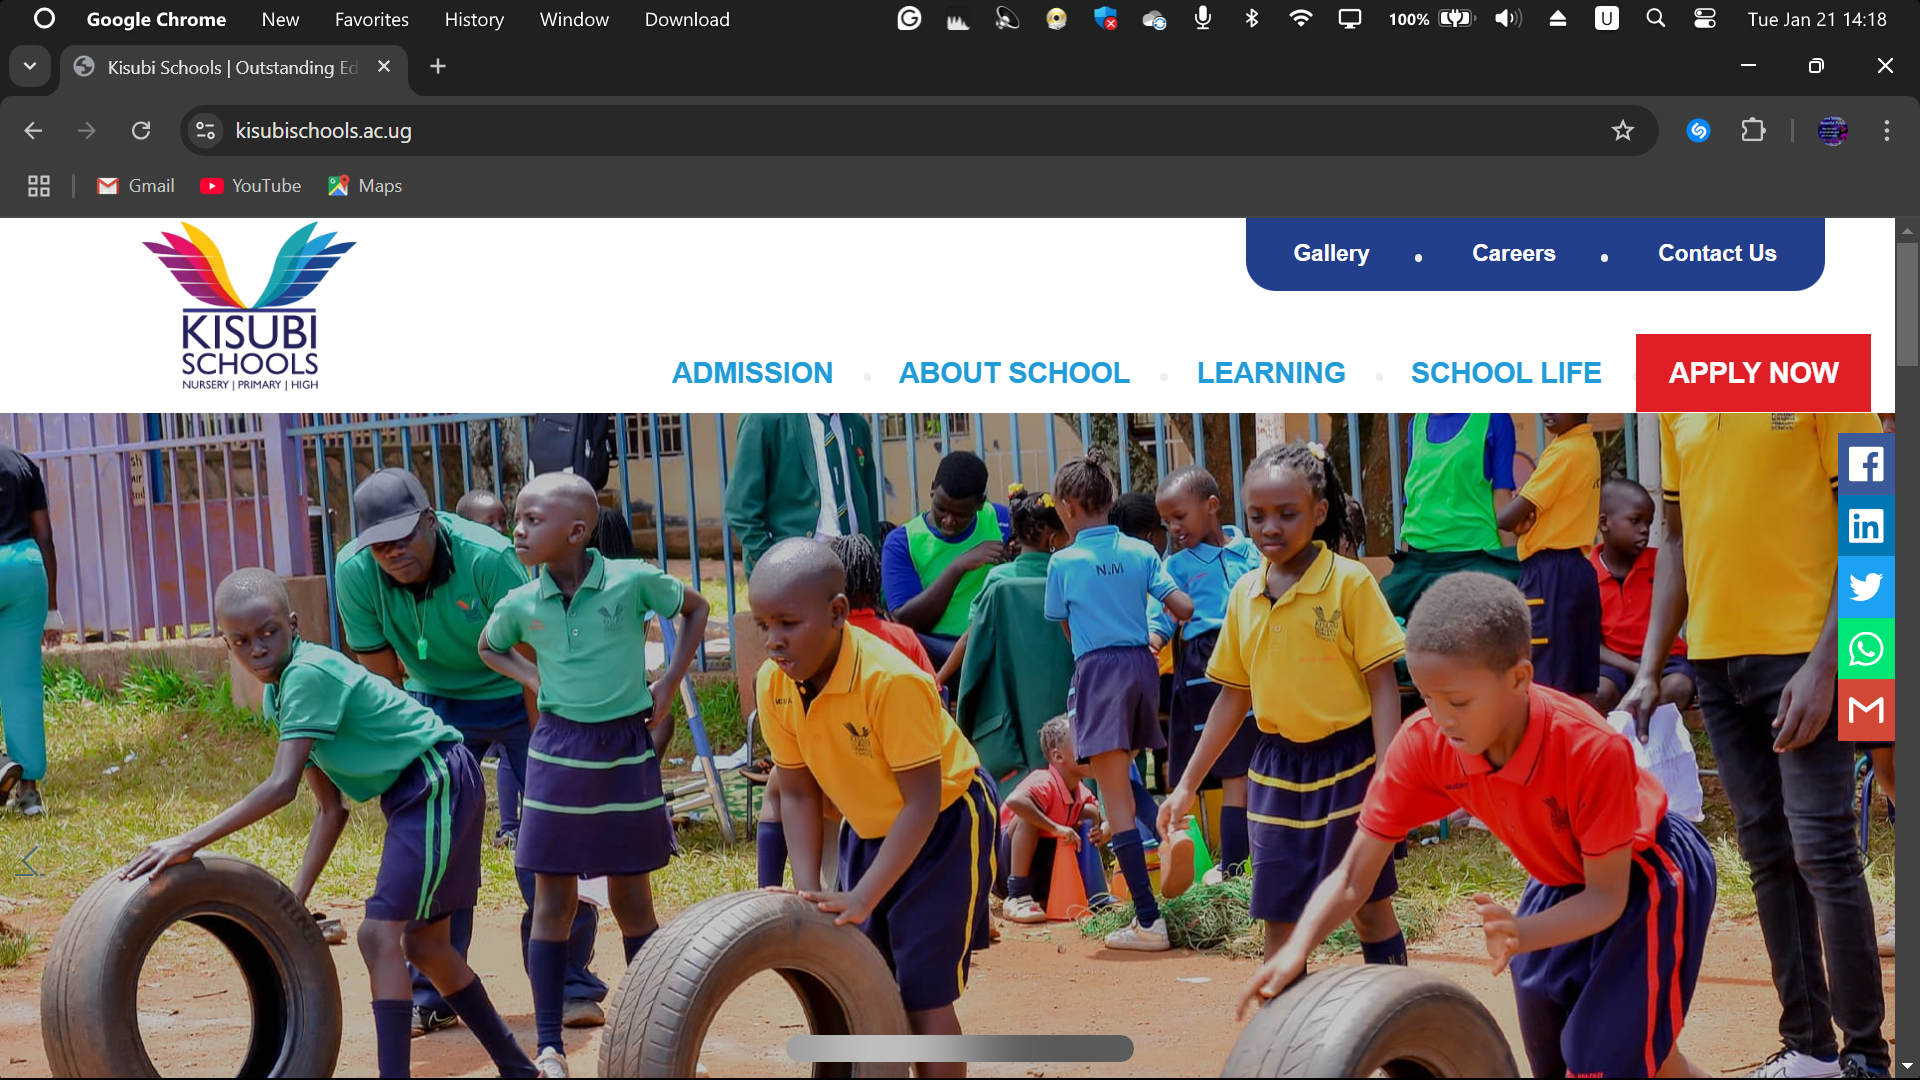 Google Chrome New Favorites History Window Download 100% U Tue Jan 21 14:18
Kisubi Schools | Outstanding Ed
kisubischools.ac.ug
Gmail YouTube Maps
Gallery • Careers • Contact Us
KISUBI
SCHOOLS
NURSERY | PRIMARY | HIGH
ADMISSION ABOUT SCHOOL LEARNING SCHOOL LIFE APPLY NOW
N.M